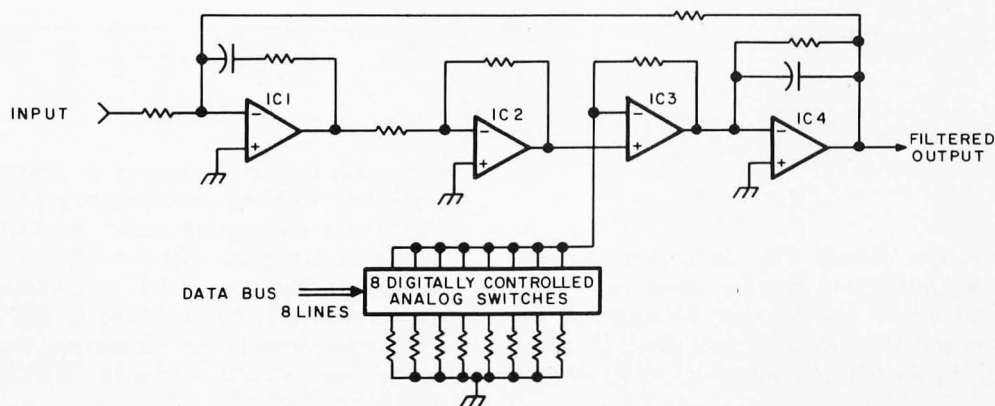 INPUT
IC1
IC2
IC3
IC4
FILTERED
OUTPUT
DATA BUS
8 LINES
8 DIGITALLY CONTROLLED
ANALOG SWITCHES